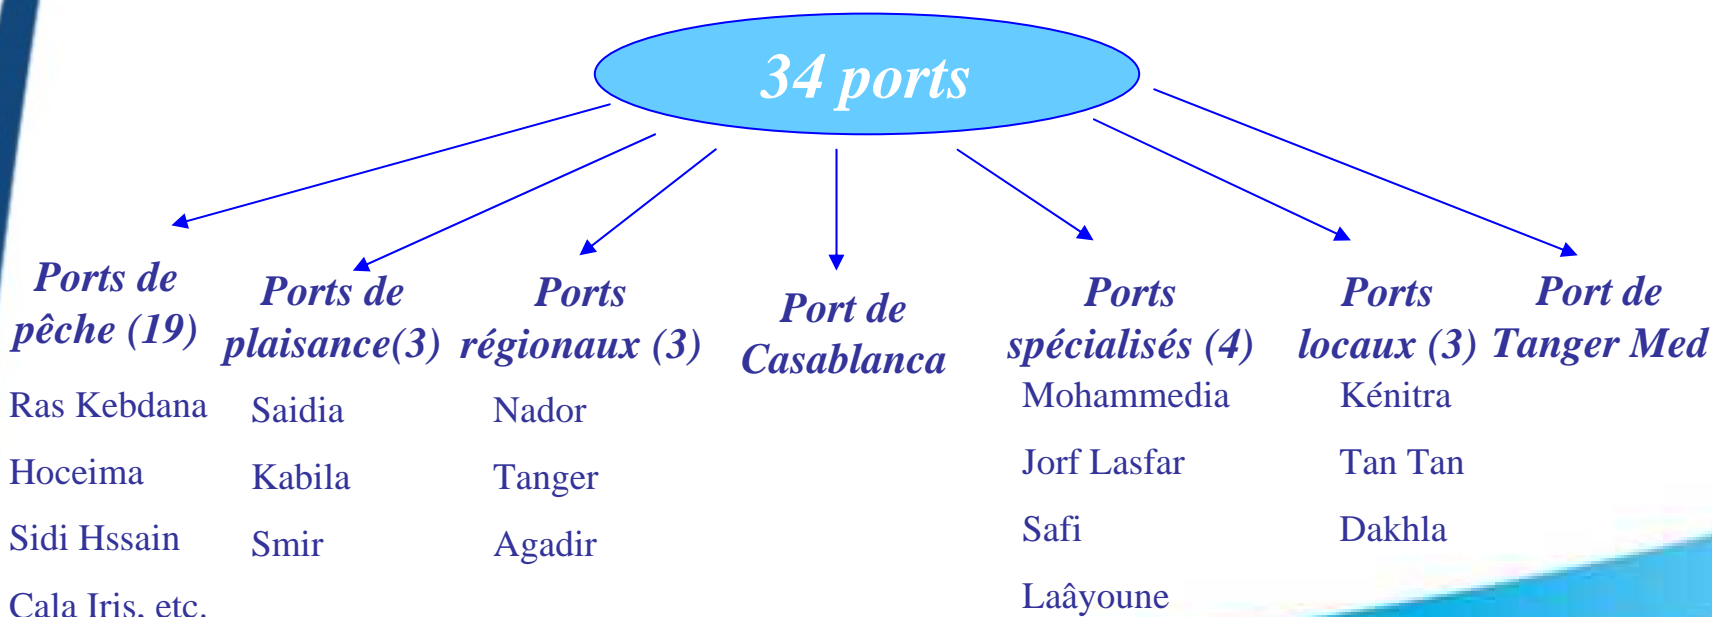 34 ports
Ports de
pêche (19)
Ras Kebdana
Hoceima
Sidi Hssain
Cala Iris, etc.
Ports de
plaisance(3)
Saidia
Kabila
Smir
Ports
régionaux (3)
Nador
Tanger
Agadir
Port de
Casablanca
Ports
spécialisés (4)
Mohammedia
Jorf Lasfar
Safi
Laâyoune
Ports
locaux (3)
Kénitra
Tan Tan
Dakhla
Port de
Tanger Med